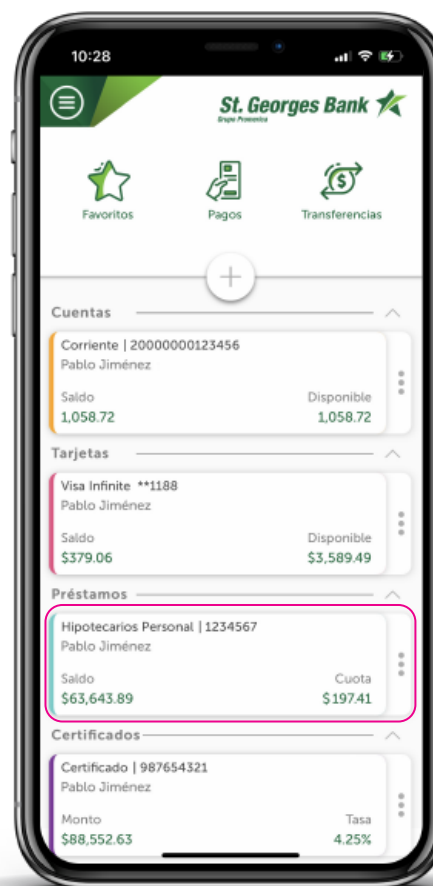 10:28
St. Georges Bank
Grupo Promerica
Favoritos Pagos Transferencias
Cuentas
Corriente | 20000000123456
Pablo Jiménez
Saldo Disponible
1,058.72 1,058.72
Tarjetas
Visa Infinite **1188
Pablo Jiménez
Saldo Disponible
$379.06 $3,589.49
Préstamos
Hipotecarios Personal | 1234567
Pablo Jiménez
Saldo Cuota
$63,643.89 $197.41
Certificados
Certificado | 987654321
Pablo Jiménez
Monto Tasa
$88,552.63 4.25%